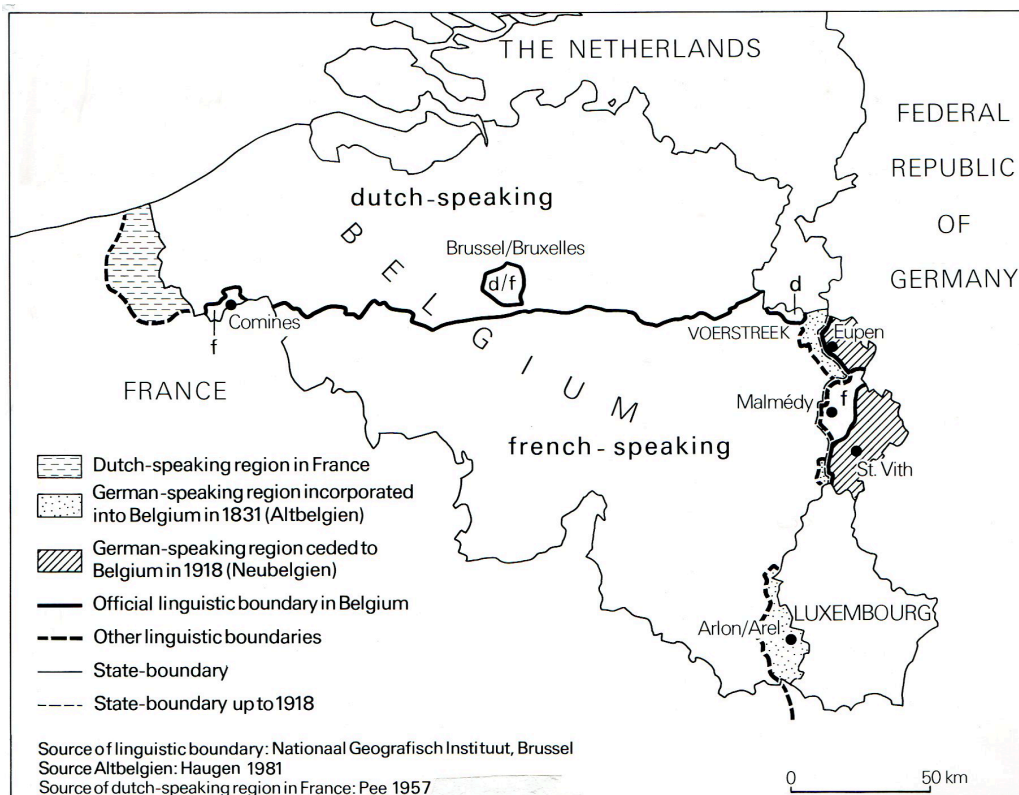 THE NETHERLANDS
FEDERAL
REPUBLIC
OF
GERMANY
dutch-speaking
BELGIUM
Brussel/Bruxelles
d/f
d
Comines
f
VOERSTREEK
Eupen
FRANCE
Malmédy
f
french-speaking
St. Vith
LUXEMBOURG
Arlon/Arel
Dutch-speaking region in France
German-speaking region incorporated
into Belgium in 1831 (Altbelgien)
German-speaking region ceded to
Belgium in 1918 (Neubelgien)
Official linguistic boundary in Belgium
Other linguistic boundaries
State-boundary
State-boundary up to 1918
Source of linguistic boundary: Nationaal Geografisch Instituut, Brussel
Source Altbelgien: Haugen 1981
Source of dutch-speaking region in France: Pee 1957
0 50 km